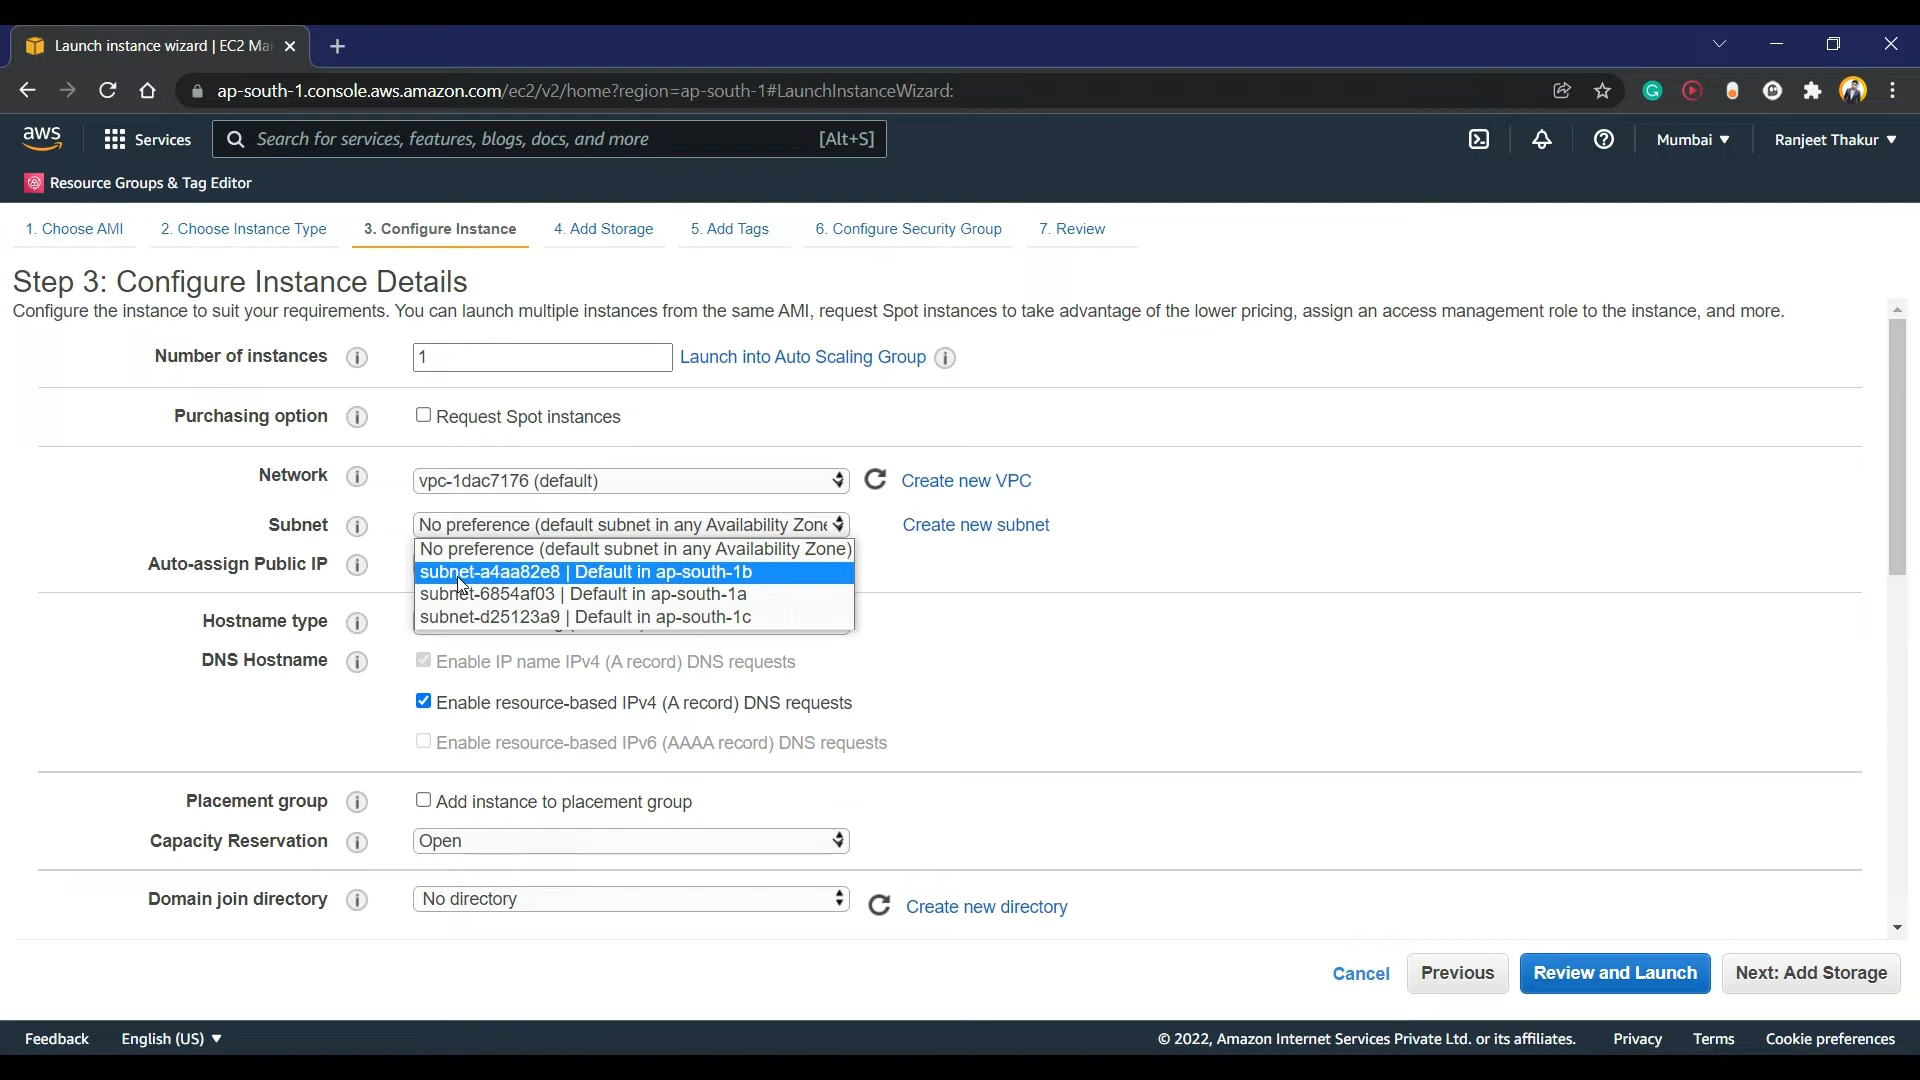 Launch instance wizard | EC2 Ma
ap-south-1.console.aws.amazon.com/ec2/v2/home?region=ap-south-1#LaunchInstanceWizard:
aws
Services
Search for services, features, blogs, docs, and more [Alt+S]
Mumbai
Ranjeet Thakur
Resource Groups & Tag Editor
1. Choose AMI 2. Choose Instance Type 3. Configure Instance 4. Add Storage 5. Add Tags 6. Configure Security Group 7. Review
Step 3: Configure Instance Details
Configure the instance to suit your requirements. You can launch multiple instances from the same AMI, request Spot instances to take advantage of the lower pricing, assign an access management role to the instance, and more.
Number of instances 1 Launch into Auto Scaling Group
Purchasing option Request Spot instances
Network vpc-1dac7176 (default) Create new VPC
Subnet No preference (default subnet in any Availability Zone Create new subnet
No preference (default subnet in any Availability Zone)
Auto-assign Public IP subnet-a4aa82e8 | Default in ap-south-1b
subnet-6854af03 | Default in ap-south-1a
Hostname type subnet-d25123a9 | Default in ap-south-1c
DNS Hostname Enable IP name IPv4 (A record) DNS requests
Enable resource-based IPv4 (A record) DNS requests
Enable resource-based IPv6 (AAAA record) DNS requests
Placement group Add instance to placement group
Capacity Reservation Open
Domain join directory No directory Create new directory
Cancel Previous Review and Launch Next: Add Storage
Feedback English (US) © 2022, Amazon Internet Services Private Ltd. or its affiliates. Privacy Terms Cookie preferences